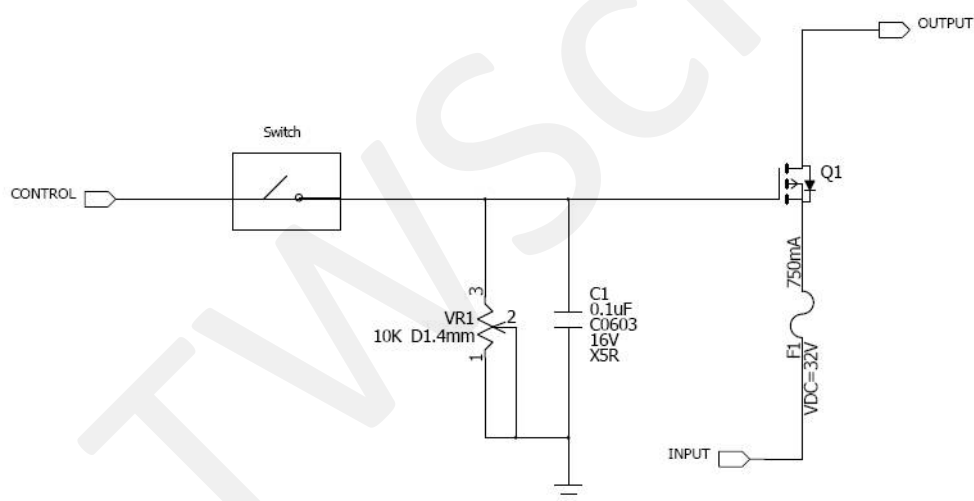 OUTPUT
Switch
CONTROL
Q1
750mA
F1
VDC=32V
3
VR1
2
10K D1.4mm
1
C1
0.1uF
C0603
16V
X5R
INPUT
TWScr